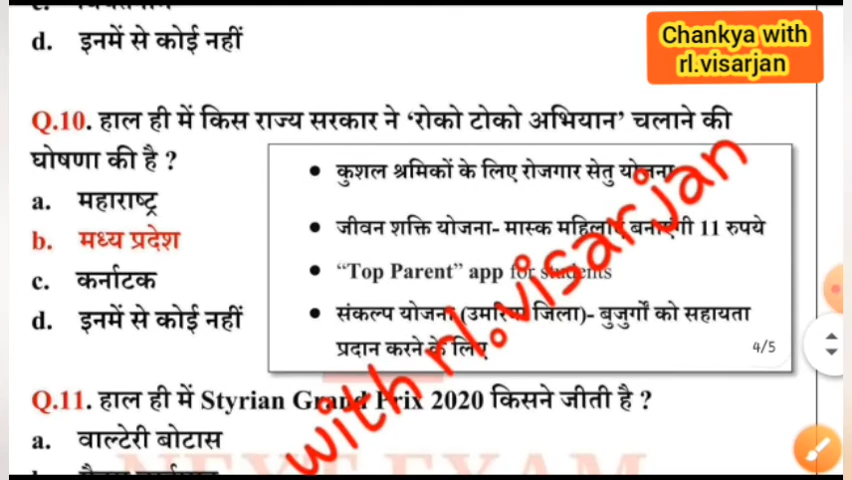 d. इनमें से कोई नहीं
Chankya with
rl.visarjan
Q.10. हाल ही में किस राज्य सरकार ने ‘रोको टोको अभियान’ चलाने की
घोषणा की है ?
a. महाराष्ट्र
b. मध्य प्रदेश
c. कर्नाटक
d. इनमें से कोई नहीं
• कुशल श्रमिकों के लिए रोजगार सेतु योजना
• जीवन शक्ति योजना- मास्क महिलाएं बनाएंगी 11 रुपये
• “Top Parent” app for students
• संकल्प योजना (उमरिया जिला)- बुजुर्गों को सहायता
प्रदान करने के लिए
4/5
with rl.visarjan
Q.11. हाल ही में Styrian Grand Prix 2020 किसने जीती है ?
a. वाल्टेरी बोटास
NEXT EXAM